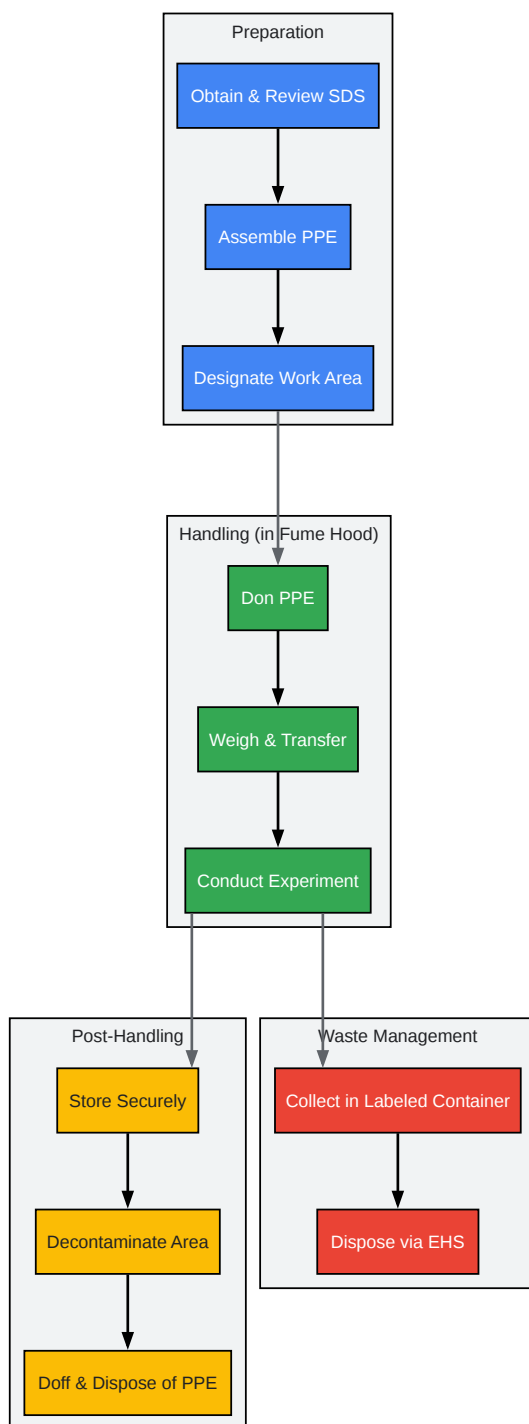 Preparation
Obtain & Review SDS
Assemble PPE
Designate Work Area
Handling (in Fume Hood)
Don PPE
Weigh & Transfer
Conduct Experiment
Post-Handling
Store Securely
Decontaminate Area
Doff & Dispose of PPE
Waste Management
Collect in Labeled Container
Dispose via EHS